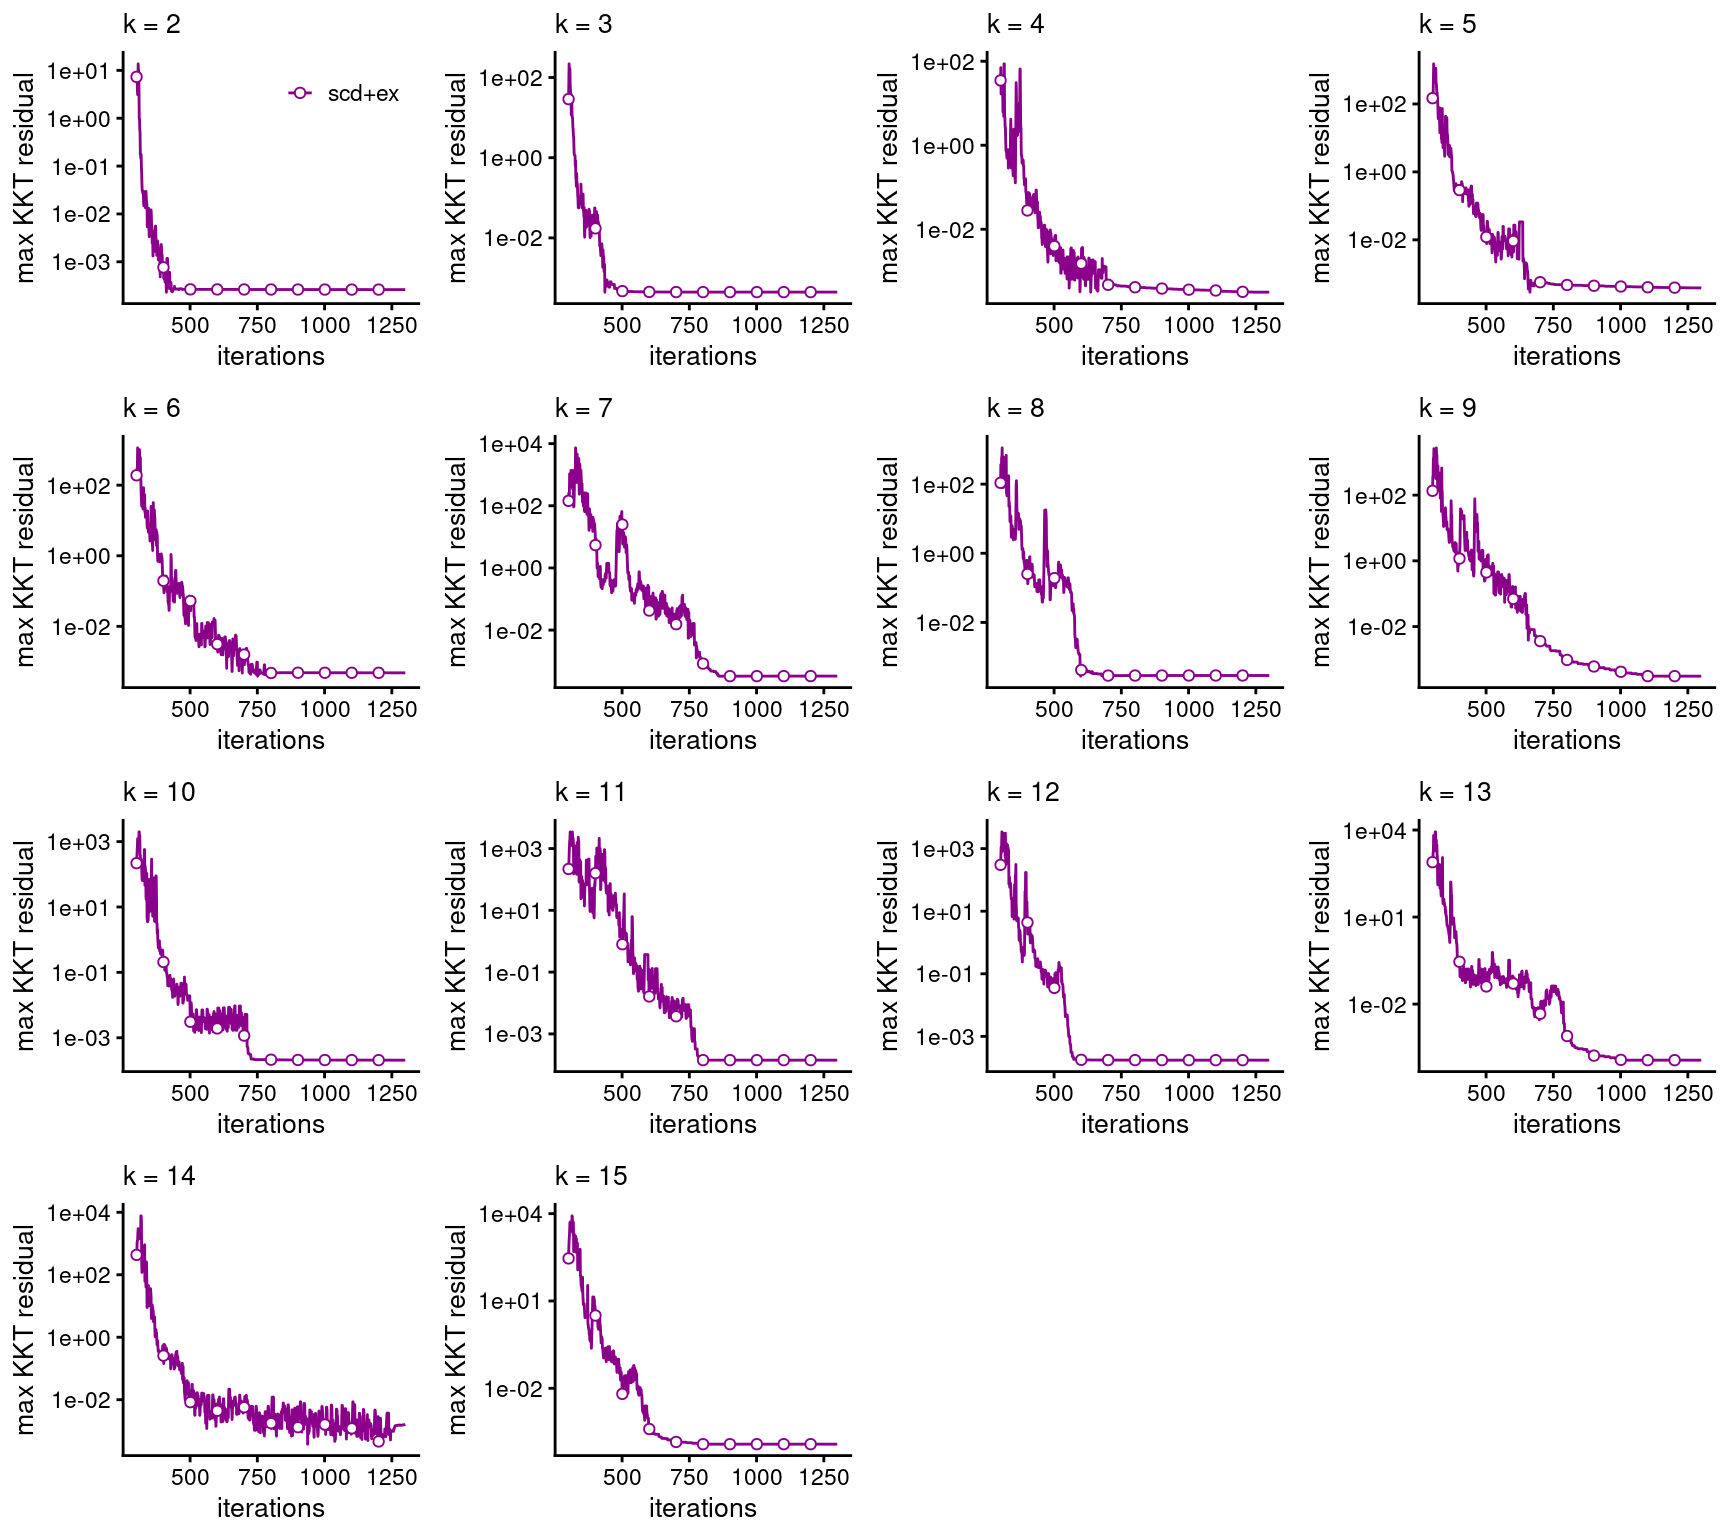 k = 2
max KKT residual
1e+01
1e+00
1e-01
1e-02
1e-03
scd+ex
500 750 1000 1250
iterations
k = 3
max KKT residual
1e+02
1e+00
1e-02
500 750 1000 1250
iterations
k = 4
max KKT residual
1e+02
1e+00
1e-02
500 750 1000 1250
iterations
k = 5
max KKT residual
1e+02
1e+00
1e-02
500 750 1000 1250
iterations
k = 6
max KKT residual
1e+02
1e+00
1e-02
500 750 1000 1250
iterations
k = 7
max KKT residual
1e+04
1e+02
1e+00
1e-02
500 750 1000 1250
iterations
k = 8
max KKT residual
1e+02
1e+00
1e-02
500 750 1000 1250
iterations
k = 9
max KKT residual
1e+02
1e+00
1e-02
500 750 1000 1250
iterations
k = 10
max KKT residual
1e+03
1e+01
1e-01
1e-03
500 750 1000 1250
iterations
k = 11
max KKT residual
1e+03
1e+01
1e-01
1e-03
500 750 1000 1250
iterations
k = 12
max KKT residual
1e+03
1e+01
1e-01
1e-03
500 750 1000 1250
iterations
k = 13
max KKT residual
1e+04
1e+01
1e-02
500 750 1000 1250
iterations
k = 14
max KKT residual
1e+04
1e+02
1e+00
1e-02
500 750 1000 1250
iterations
k = 15
max KKT residual
1e+04
1e+01
1e-02
500 750 1000 1250
iterations